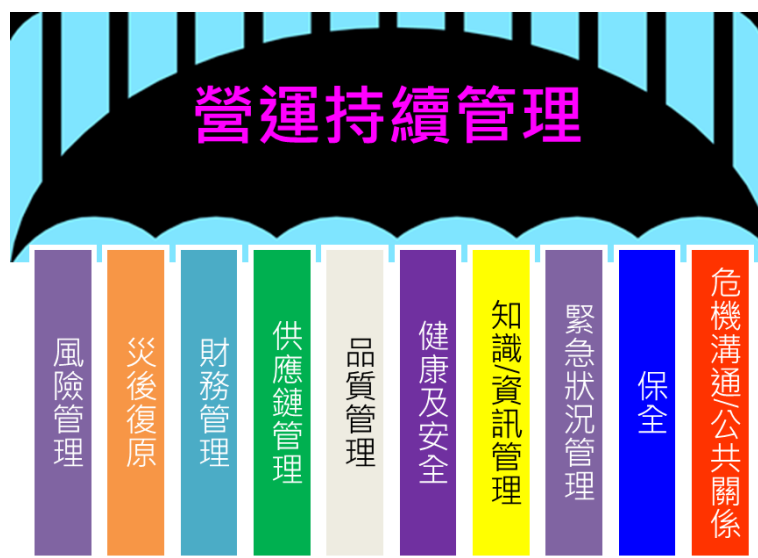 營運持續管理
風險管理
災後復原
財務管理
供應鏈管理
品質管理
健康及安全
知識/資訊管理
緊急狀況管理
保全
危機溝通/公共關係